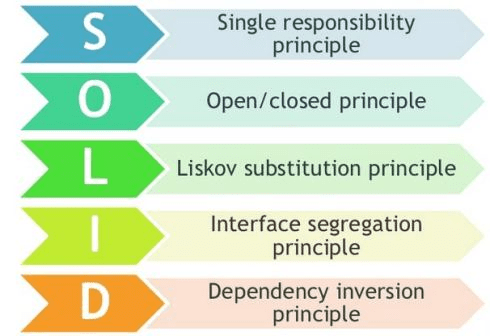 S
Single responsibility
principle
O
Open/closed principle
L
Liskov substitution principle
I
Interface segregation
principle
D
Dependency inversion
principle